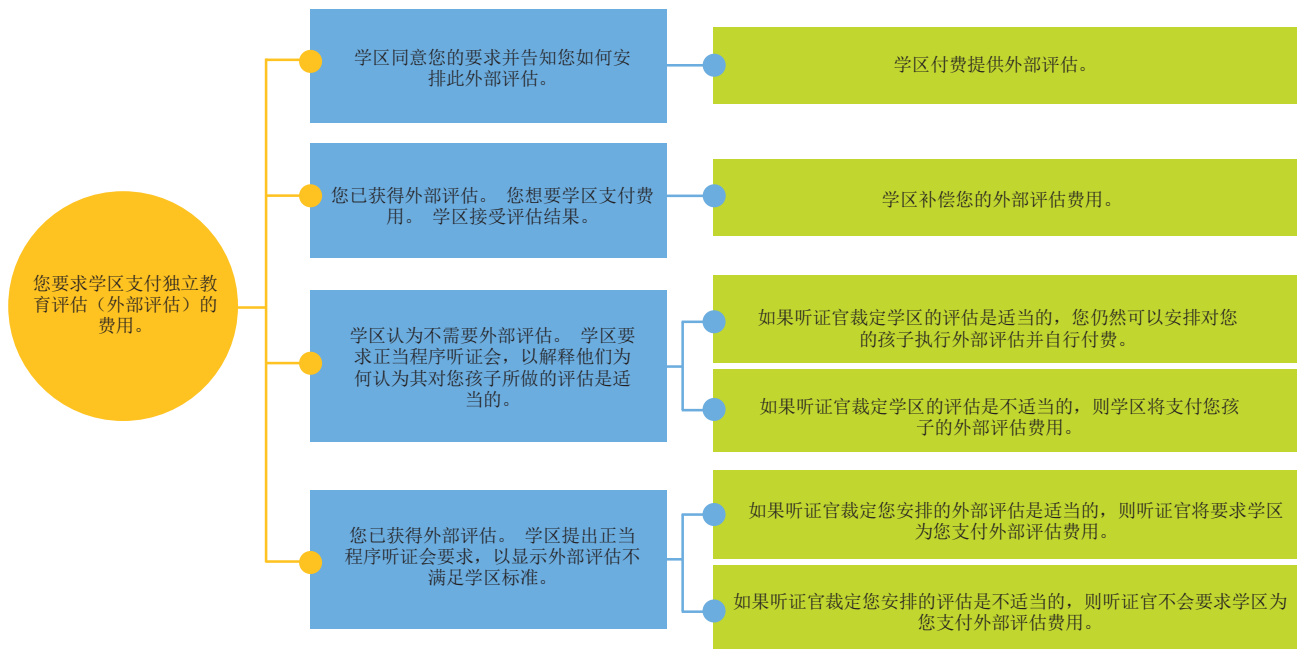 您要求学区支付独立教
育评估（外部评估）的
费用。
学区同意您的要求并告知您如何安
排此外部评估。
学区付费提供外部评估。
您已获得外部评估。 您想要学区支付费
用。 学区接受评估结果。
学区补偿您的外部评估费用。
学区认为不需要外部评估。 学区要
求正当程序听证会，以解释他们为
何认为其对您孩子所做的评估是适
当的。
如果听证官裁定学区的评估是适当的，您仍然可以安排对您
的孩子执行外部评估并自行付费。
如果听证官裁定学区的评估是不适当的，则学区将支付您孩
子的外部评估费用。
您已获得外部评估。 学区提出正当
程序听证会要求，以显示外部评估不
满足学区标准。
如果听证官裁定您安排的外部评估是适当的，则听证官将要求学区
为您支付外部评估费用。
如果听证官裁定您安排的评估是不适当的，则听证官不会要求学区为
您支付外部评估费用。